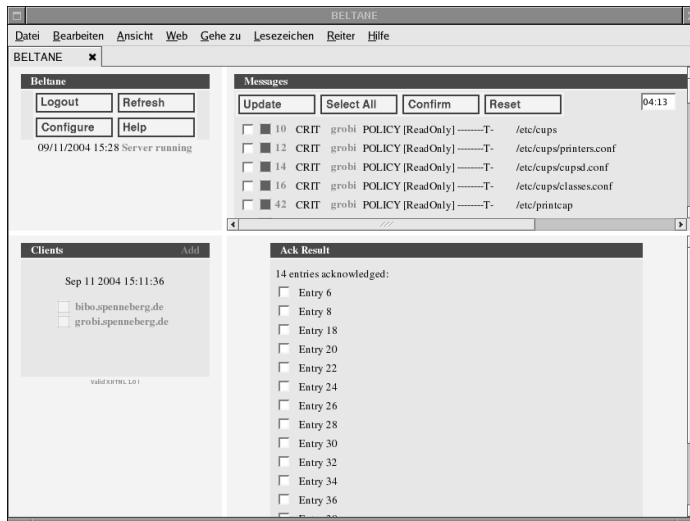 BELTANE
Datei Bearbeiten Ansicht Web Gehe zu Lesezeichen Reiter Hilfe
BELTANE
Beltane
Logout Refresh
Configure Help
09/11/2004 15:28 Server running
Messages
Update Select All Confirm Reset 04:13
10 CRIT grobi POLICY [ReadOnly] --------T- /etc/cups
12 CRIT grobi POLICY [ReadOnly] --------T- /etc/cups/printers.conf
14 CRIT grobi POLICY [ReadOnly] --------T- /etc/cups/cupsd.conf
16 CRIT grobi POLICY [ReadOnly] --------T- /etc/cups/classes.conf
42 CRIT grobi POLICY [ReadOnly] --------T- /etc/printcap
Clients Add
Sep 11 2004 15:11:36
bibo.spenneberg.de
grobi.spenneberg.de
Valid XHTML 1.0 !
Ack Result
14 entries acknowledged:
Entry 6
Entry 8
Entry 18
Entry 20
Entry 22
Entry 24
Entry 26
Entry 28
Entry 30
Entry 32
Entry 34
Entry 36